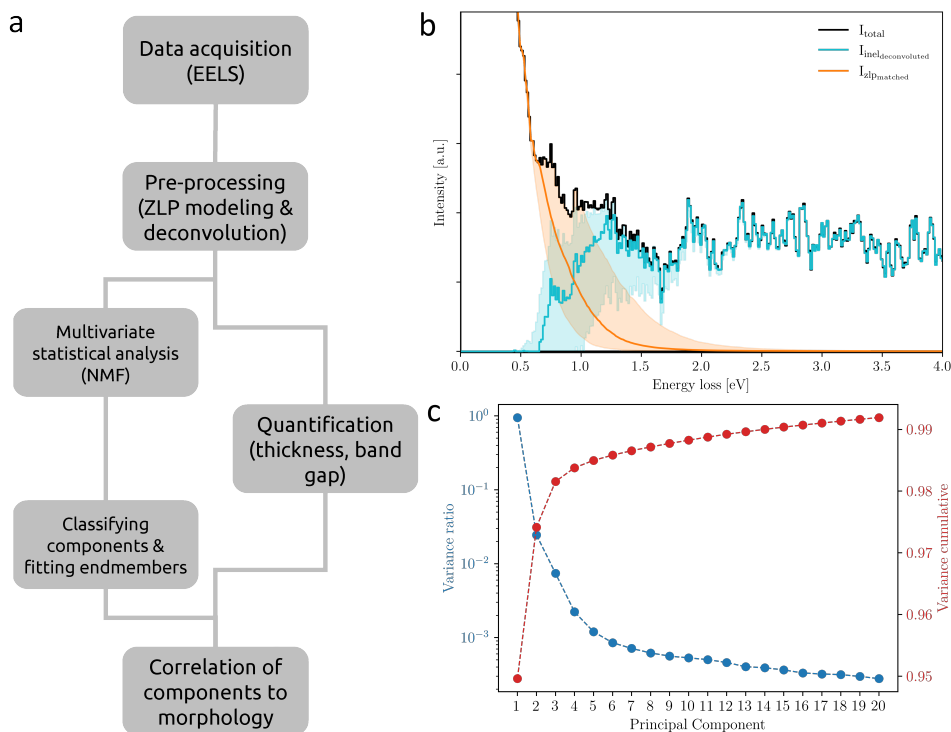 a
Data acquisition
(EELS)
Pre-processing
(ZLP modeling &
deconvolution)
Multivariate
statistical analysis
(NMF)
Quantification
(thickness, band
gap)
Classifying
components &
fitting endmembers
Correlation of
components to
morphology
b
I_total
I_inel_deconvoluted
I_zlp_matched
Intensity [a.u.]
0.0 0.5 1.0 1.5 2.0 2.5 3.0 3.5 4.0
Energy loss [eV]
c
10^0
10^-1
10^-2
10^-3
Variance ratio
0.99
0.98
0.97
0.96
0.95
Variance cumulative
1 2 3 4 5 6 7 8 9 10 11 12 13 14 15 16 17 18 19 20
Principal Component